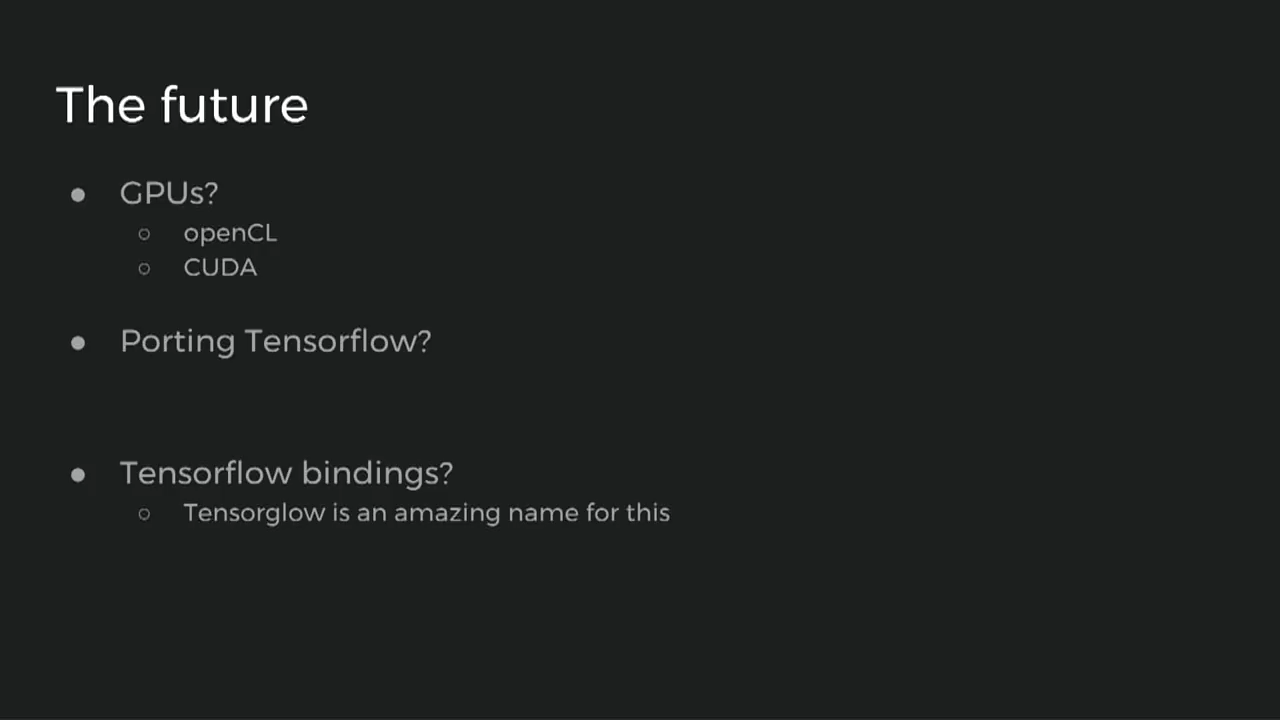 The future
● GPUs?
○ openCL
○ CUDA
● Porting Tensorflow?
● Tensorflow bindings?
○ Tensorglow is an amazing name for this